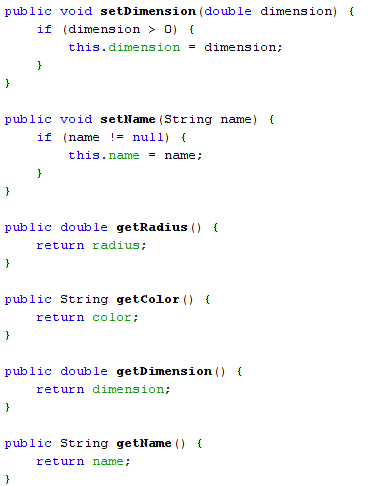 public void setDimension(double dimension) {
    if (dimension > 0) {
        this.dimension = dimension;
    }
}
public void setName(String name) {
    if (name != null) {
        this.name = name;
    }
}
public double getRadius() {
    return radius;
}
public String getColor() {
    return color;
}
public double getDimension() {
    return dimension;
}
public String getName() {
    return name;
}